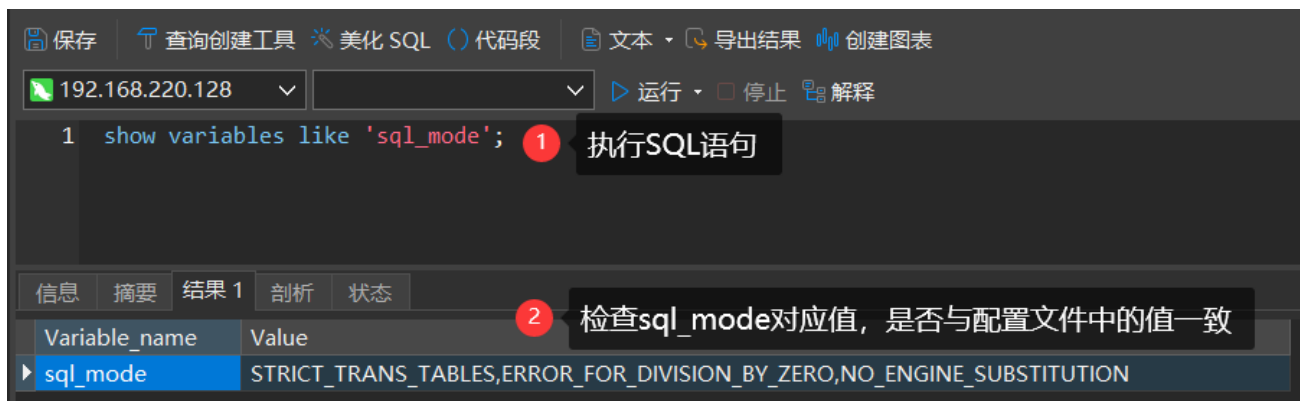 保存 查询创建工具 美化 SQL () 代码段 文本 导出结果 创建图表
192.168.220.128 运行 停止 解释
1 show variables like 'sql_mode'; 1 执行SQL语句
信息 摘要 结果 1 剖析 状态
2 检查sql_mode对应值，是否与配置文件中的值一致
Variable_name Value
sql_mode STRICT_TRANS_TABLES,ERROR_FOR_DIVISION_BY_ZERO,NO_ENGINE_SUBSTITUTION